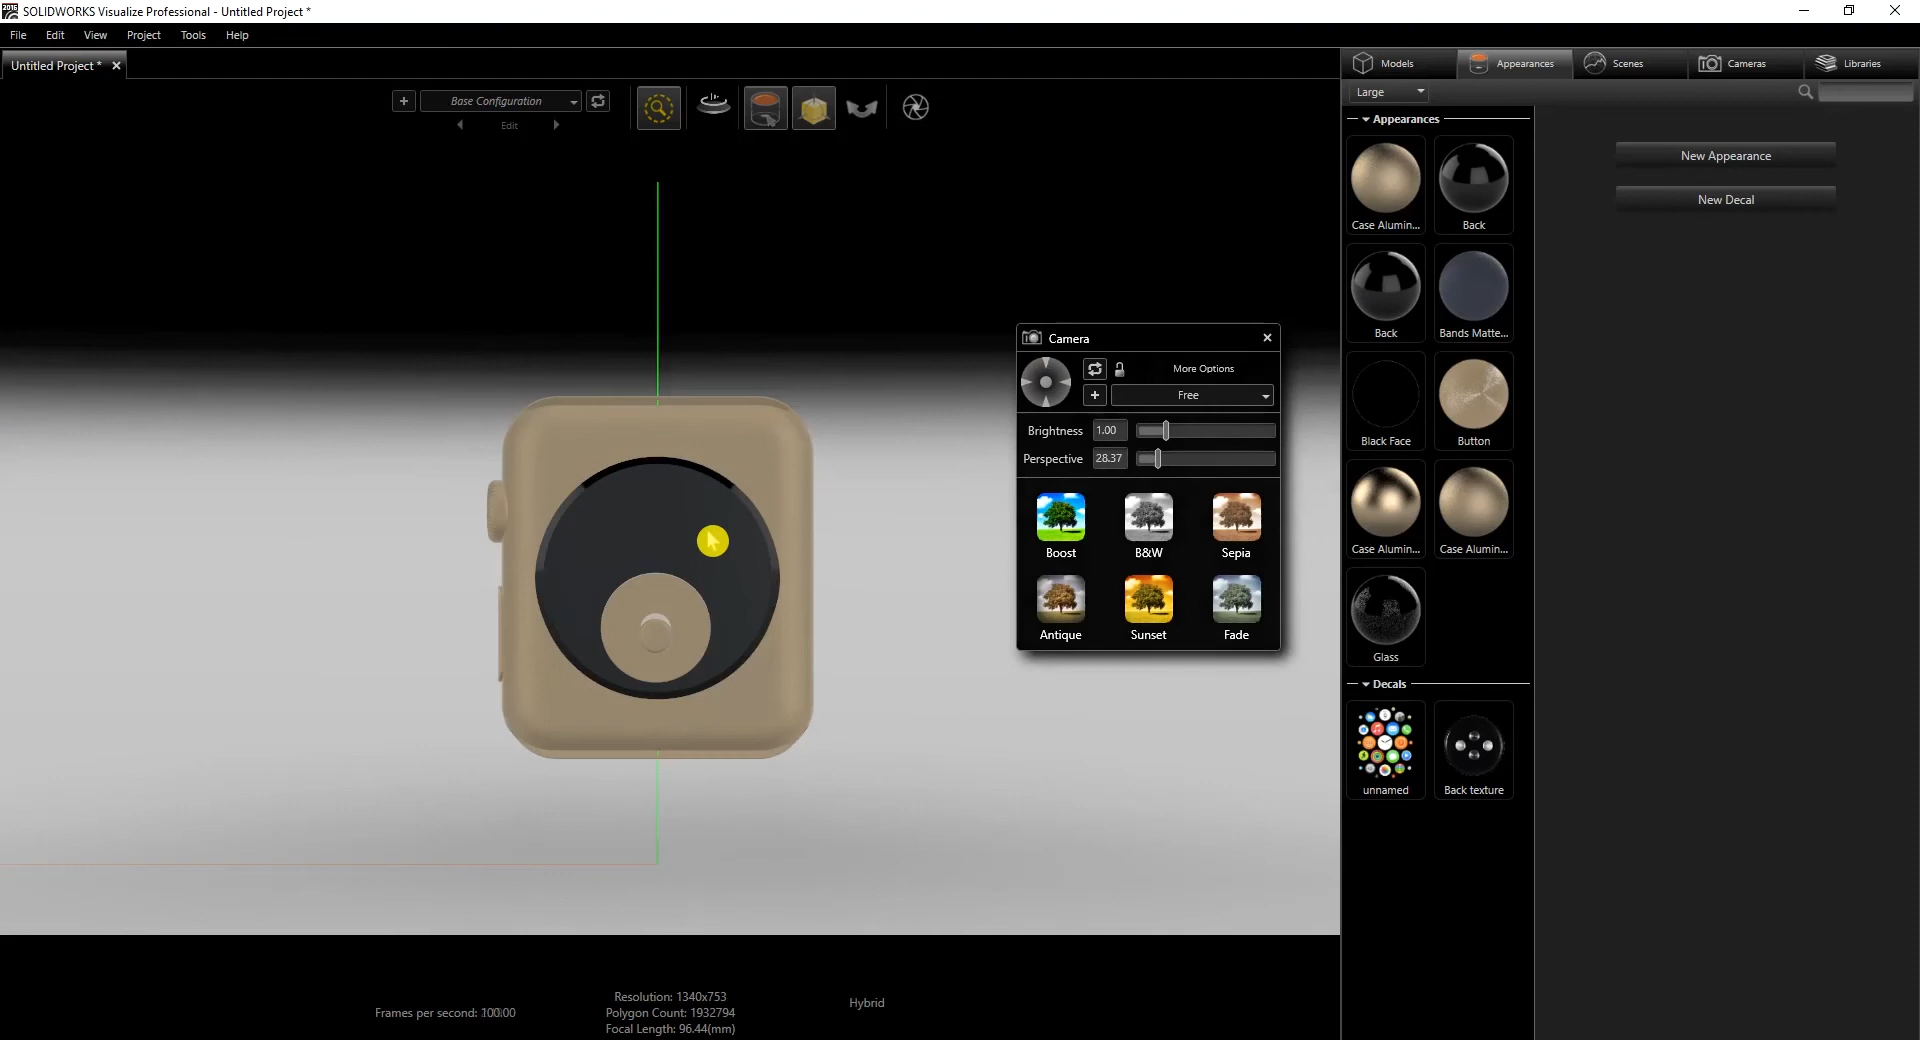 SOLIDWORKS Visualize Professional - Untitled Project *
File Edit View Project Tools Help
Untitled Project *
Base Configuration
Edit
Models Appearances Scenes Cameras Libraries
Large
Appearances
Case Alumin... Back
Back Bands Matte...
Black Face Button
Case Alumin... Case Alumin...
Glass
Decals
unnamed Back texture
New Appearance
New Decal
Camera
More Options
Free
Brightness 1.00
Perspective 28.37
Boost B&W Sepia
Antique Sunset Fade
Resolution: 1340x753
Frames per second: 100.00 Polygon Count: 1932794 Hybrid
Focal Length: 96.44(mm)